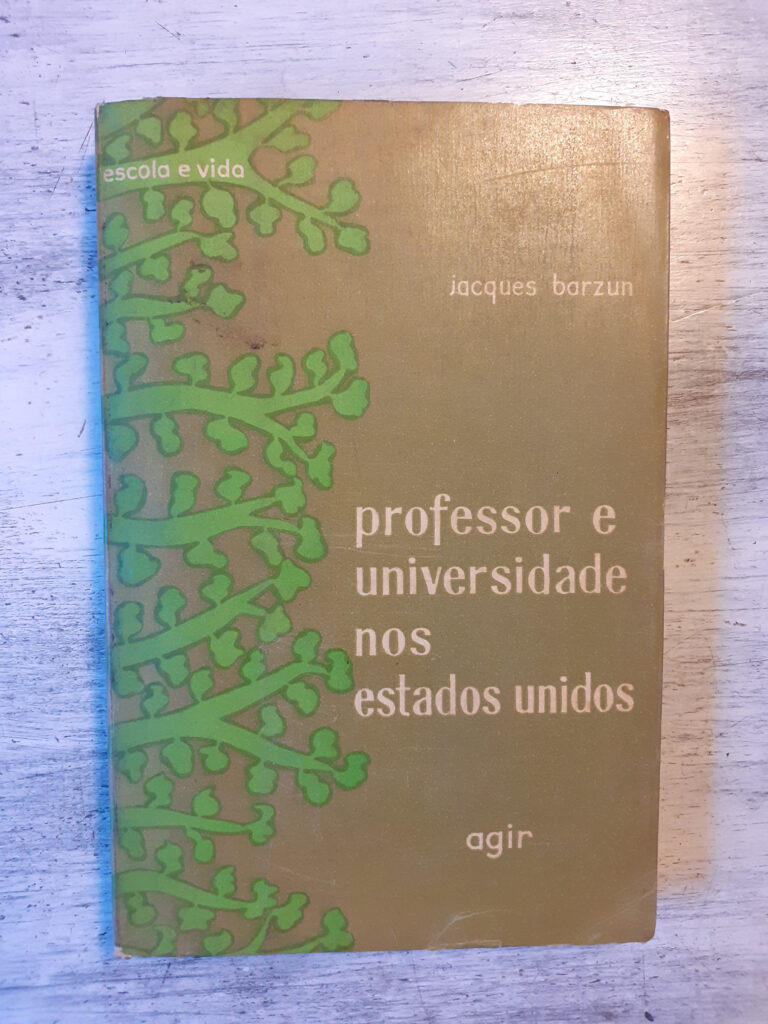 escola e vida
jacques barzun
professor e
universidade
nos
estados unidos
agir